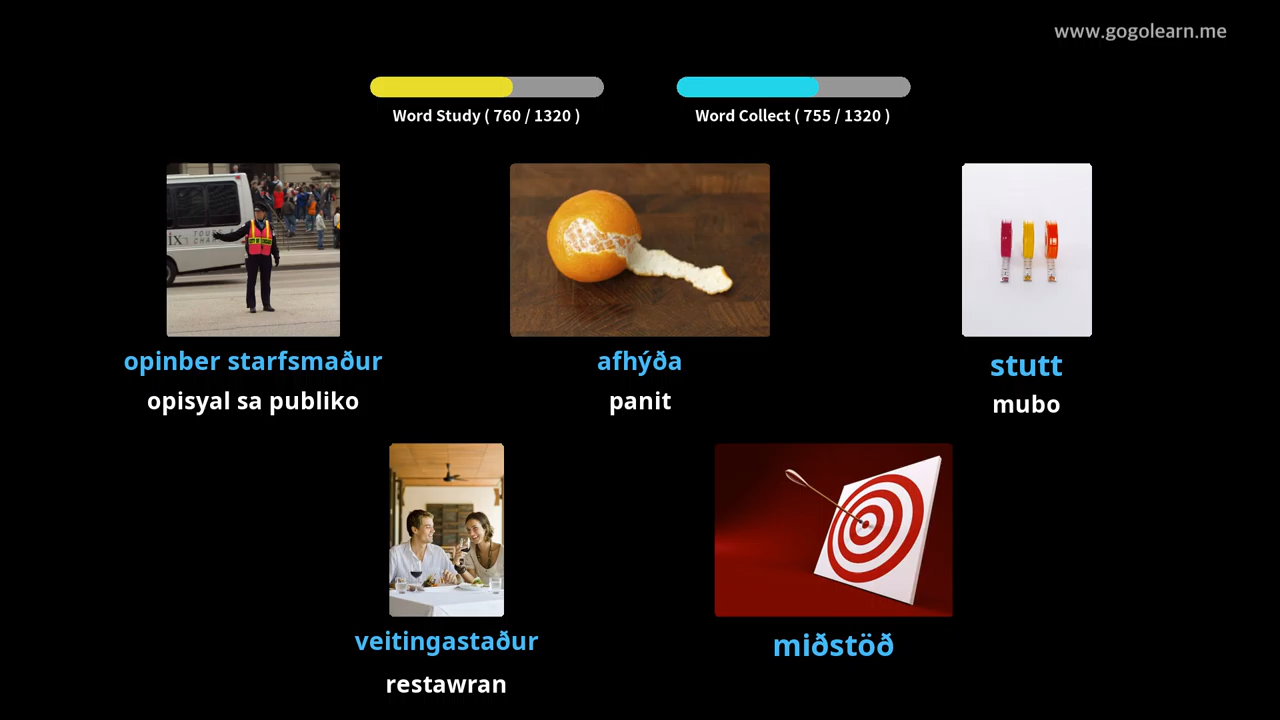 www.gogolearn.me
Word Study ( 760 / 1320 )
Word Collect ( 755 / 1320 )
opinber starfsmaður
opisyal sa publiko
afhýða
panit
stutt
mubo
veitingastaður
restawran
miðstöð